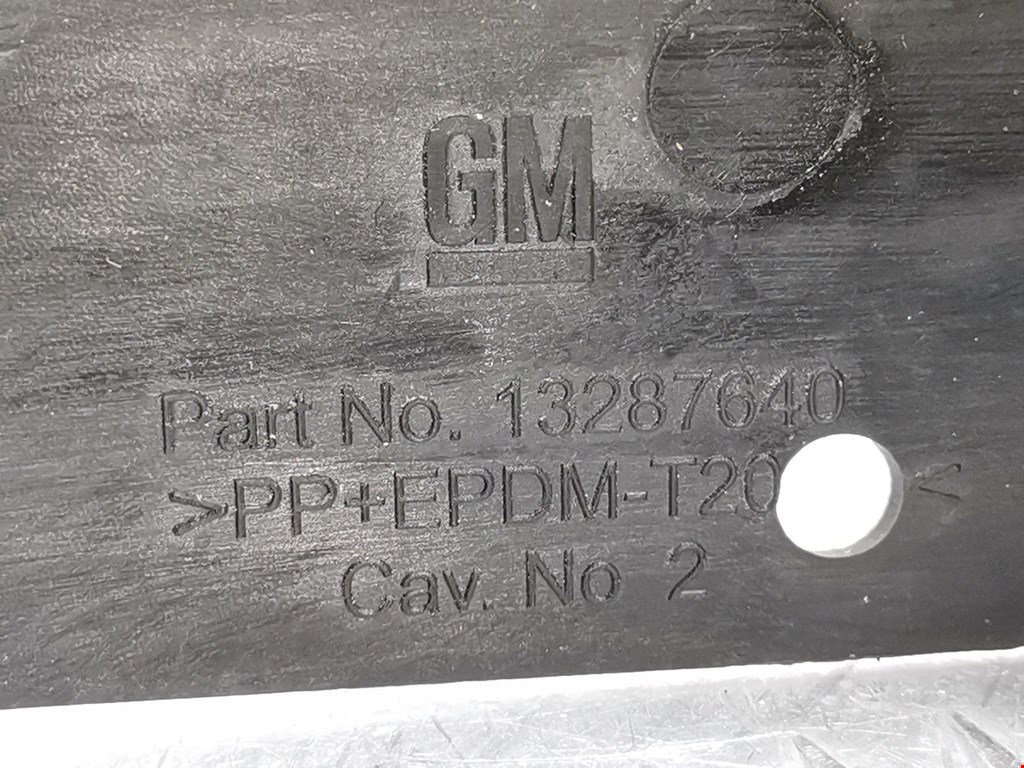 GM
Part No. 13287640
>PP+EPDM-T20 <
Cav. No 2